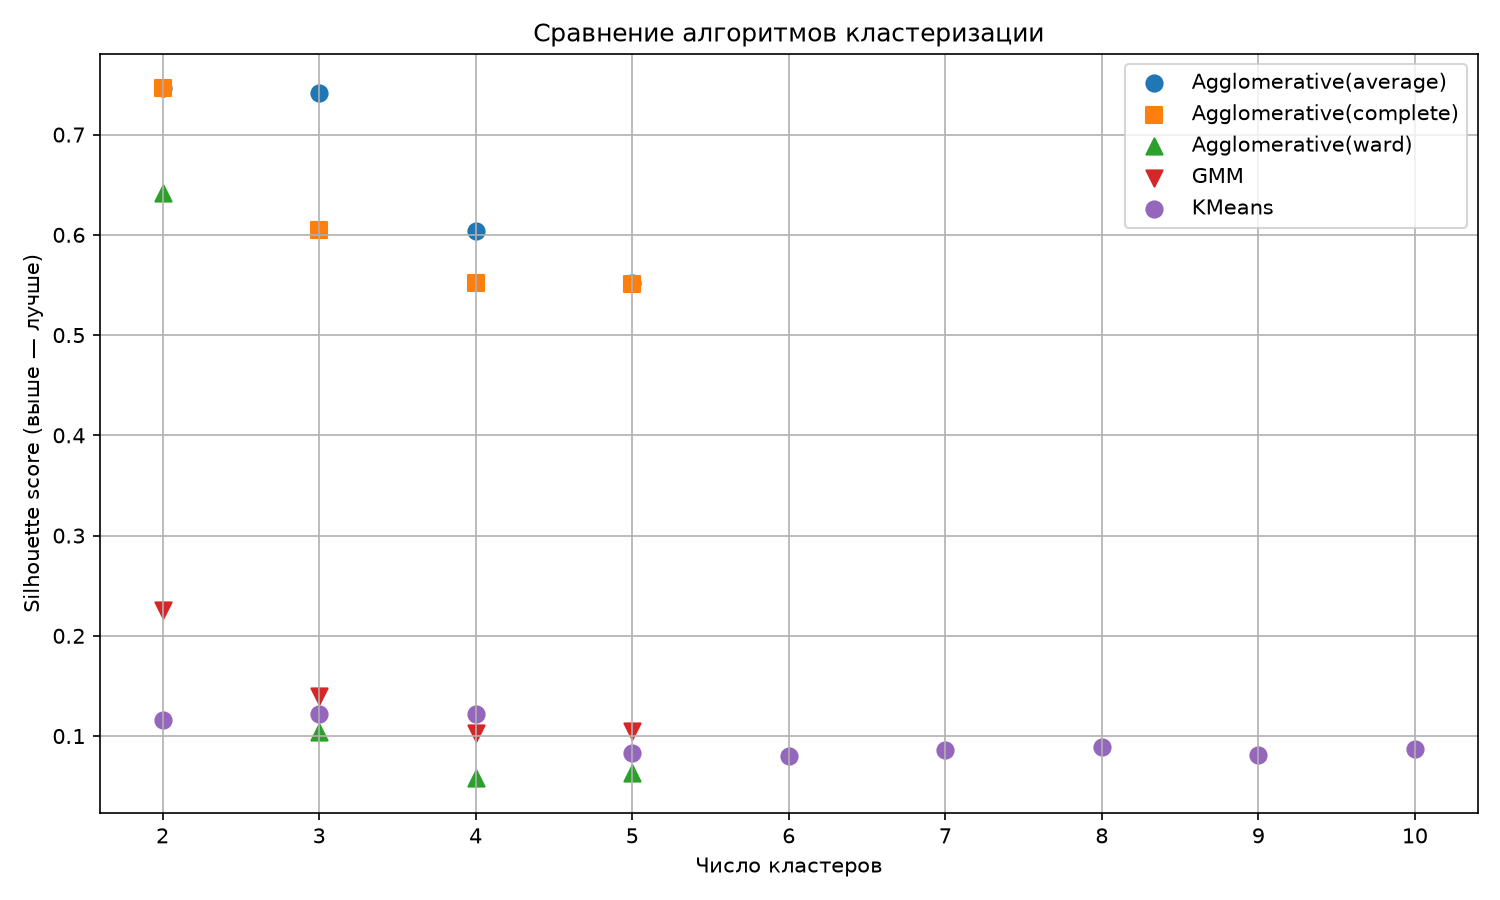 Сравнение алгоритмов кластеризации
Agglomerative(average)
Agglomerative(complete)
Agglomerative(ward)
GMM
KMeans
Silhouette score (выше — лучше)
0.7
0.6
0.5
0.4
0.3
0.2
0.1
2 3 4 5 6 7 8 9 10
Число кластеров